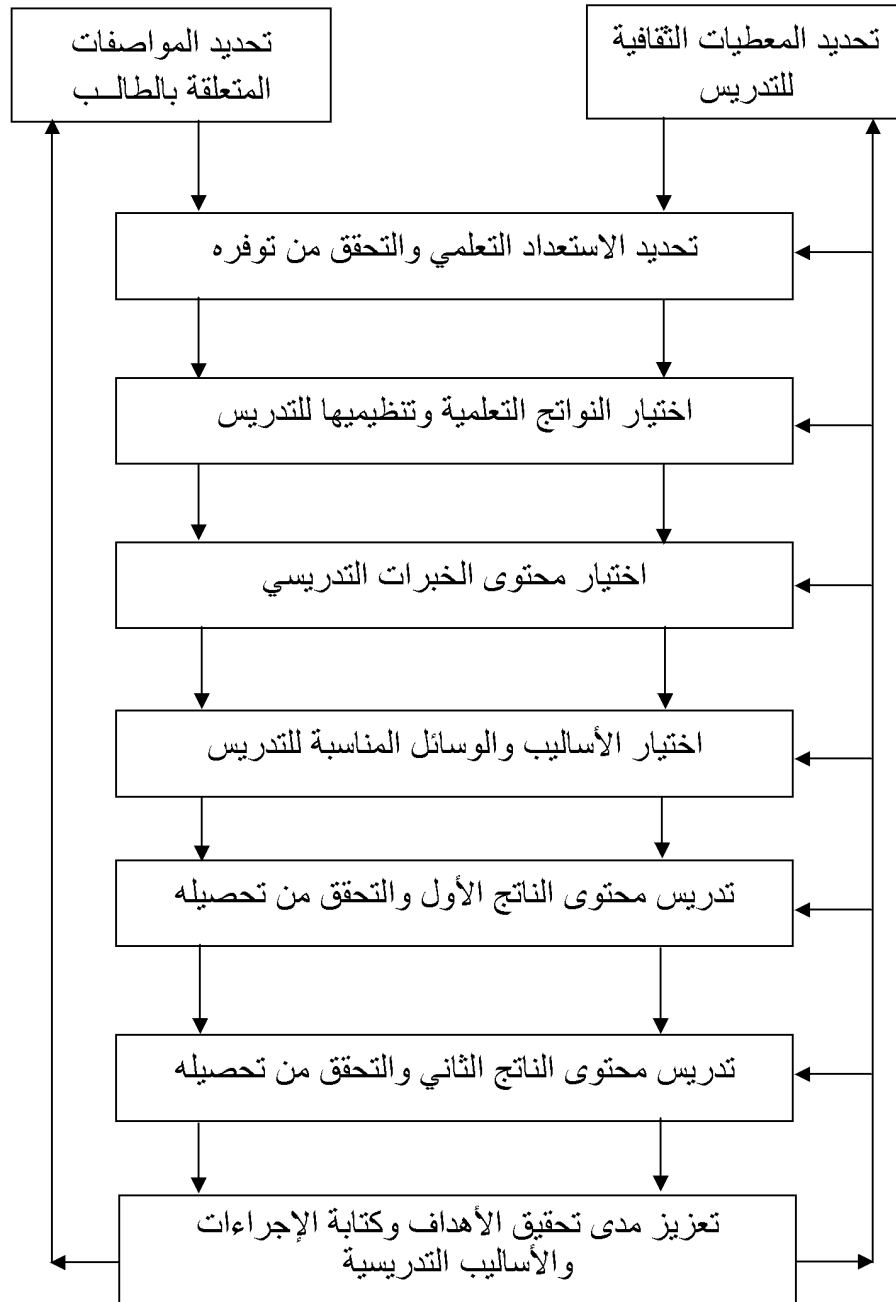 تحديد المعطيات الثقافية
للتدريس
تحديد المواصفات
المتعلقة بالطالــب
تحديد الاستعداد التعلمي والتحقق من توفره
اختيار النواتج التعلمية وتنظميها للتدريس
اختيار محتوى الخبرات التدريسي
اختيار الأساليب والوسائل المناسبة للتدريس
تدريس محتوى الناتج الأول والتحقق من تحصيله
تدريس محتوى الناتج الثاني والتحقق من تحصيله
تعزيز مدى تحقيق الأهداف وكتابة الإجراءات
والأساليب التدريسية